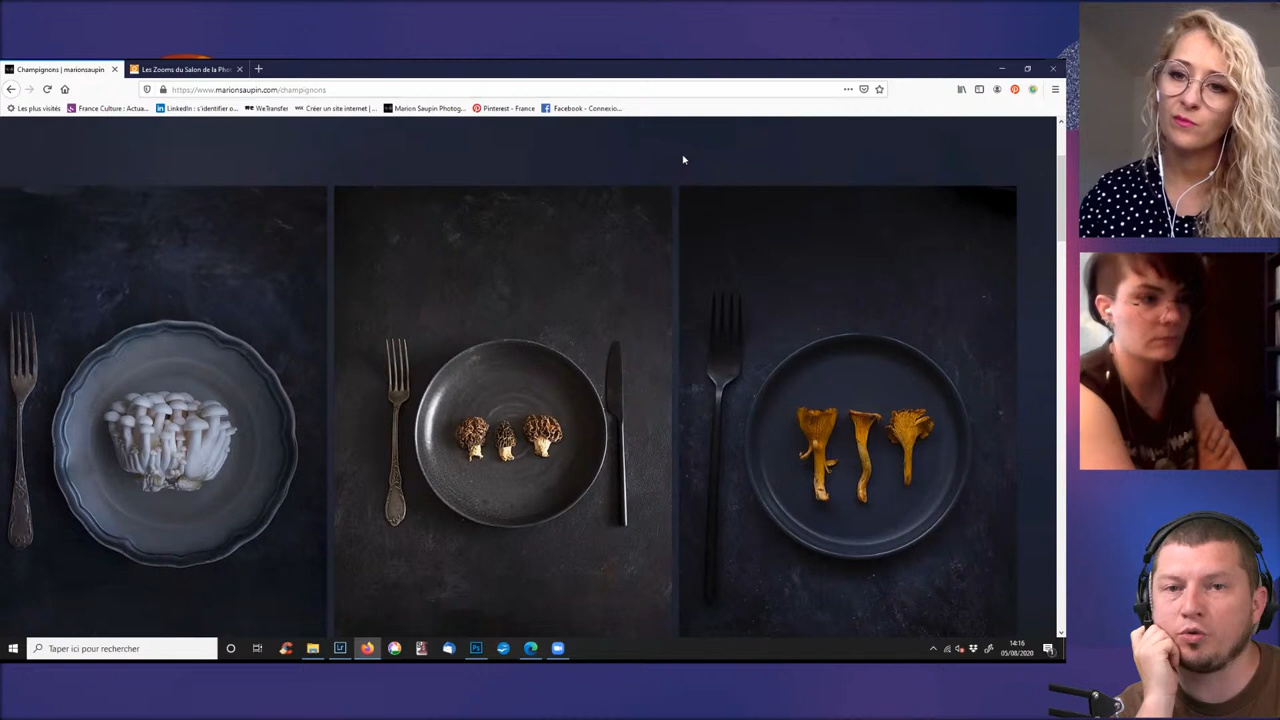 Champignons | marionsaupin
Les Zooms du Salon de la Phot
https://www.marionsaupin.com/champignons
Les plus visités
France Culture : Actua...
LinkedIn : s'identifier o...
WeTransfer
Créer un site internet |...
Marion Saupin Photog...
Pinterest - France
Facebook - Connexio...
Taper ici pour rechercher
14:16
05/08/2020